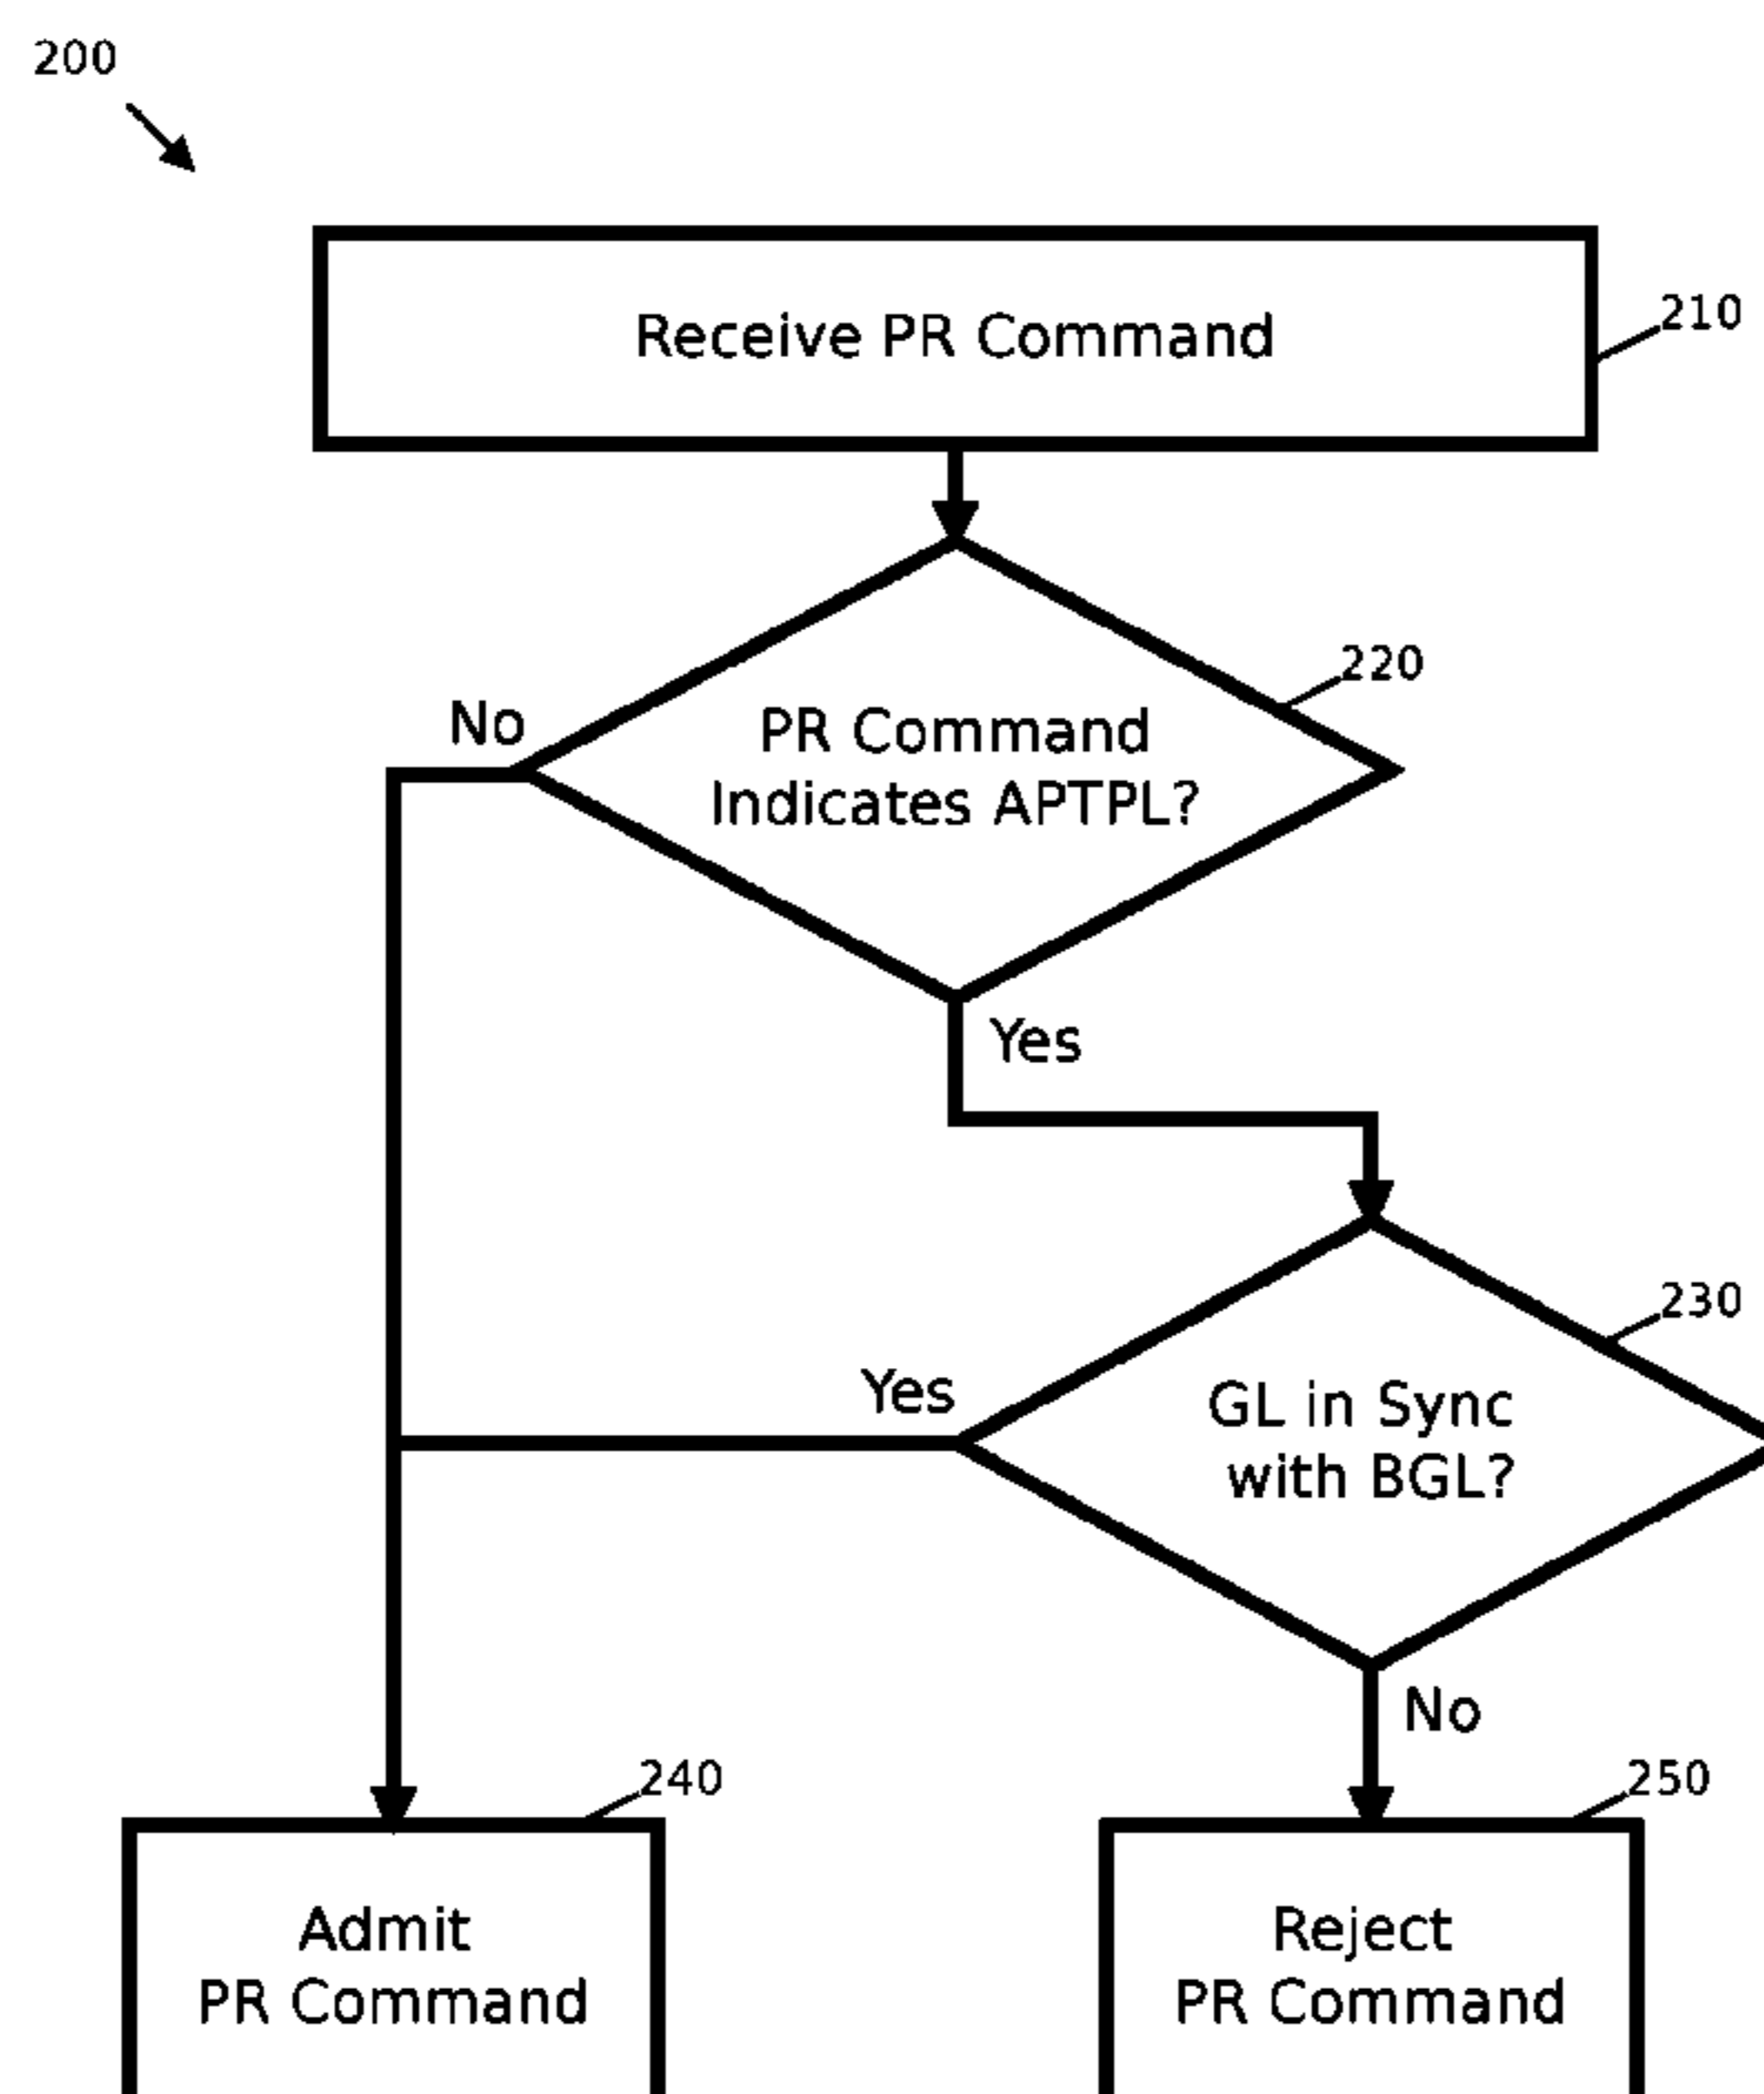 200
Receive PR Command
210
220
No
PR Command
Indicates APTPL?
Yes
230
Yes
GL in Sync
with BGL?
No
240
250
Admit
PR Command
Reject
PR Command